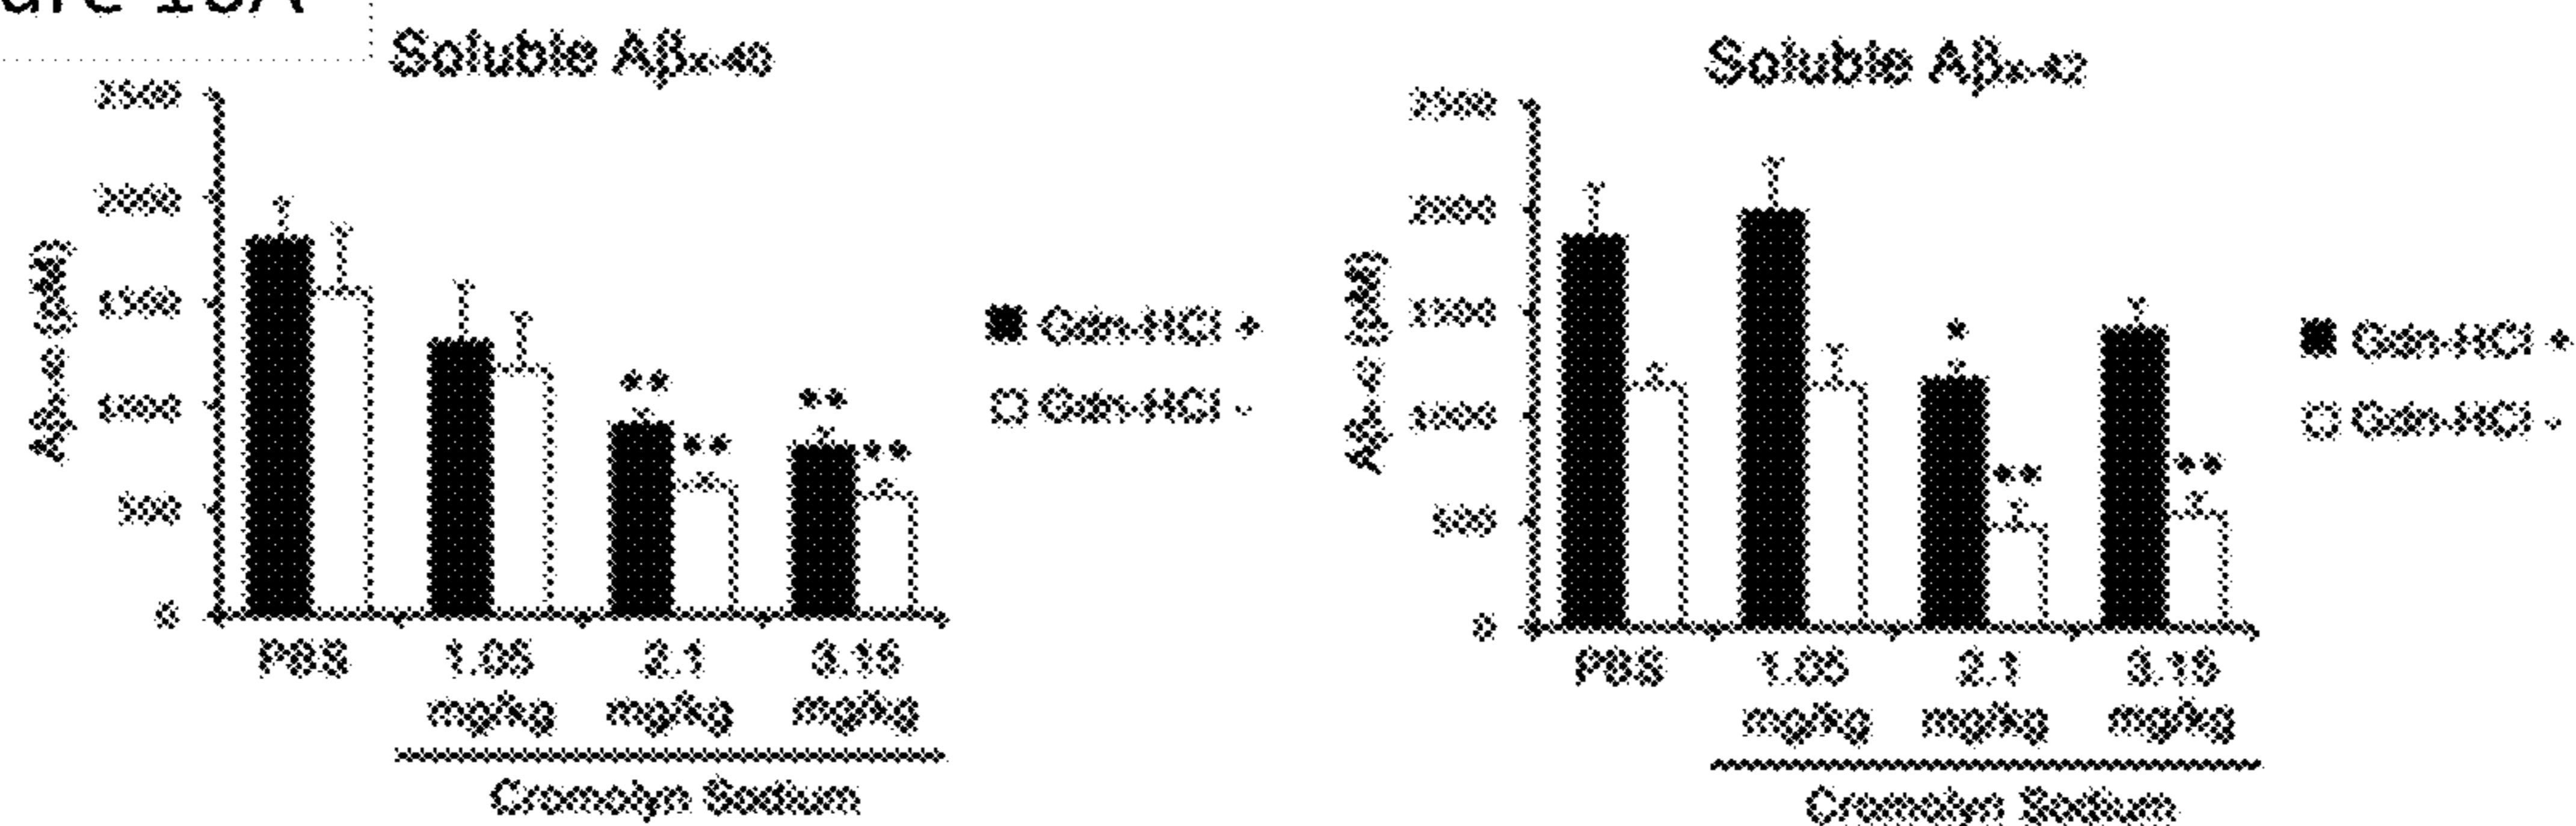 Soluble Aβx-40
2500
2000
1500
1000
500
0
PBS
1.05 mg/kg
2.1 mg/kg
3.15 mg/kg
Cromolyn Sodium
** ** ** **
Gdn-HCl +
Gdn-HCl -
Soluble Aβx-42
2500
2000
1500
1000
500
0
PBS
1.05 mg/kg
2.1 mg/kg
3.15 mg/kg
Cromolyn Sodium
* ** **
Gdn-HCl +
Gdn-HCl -